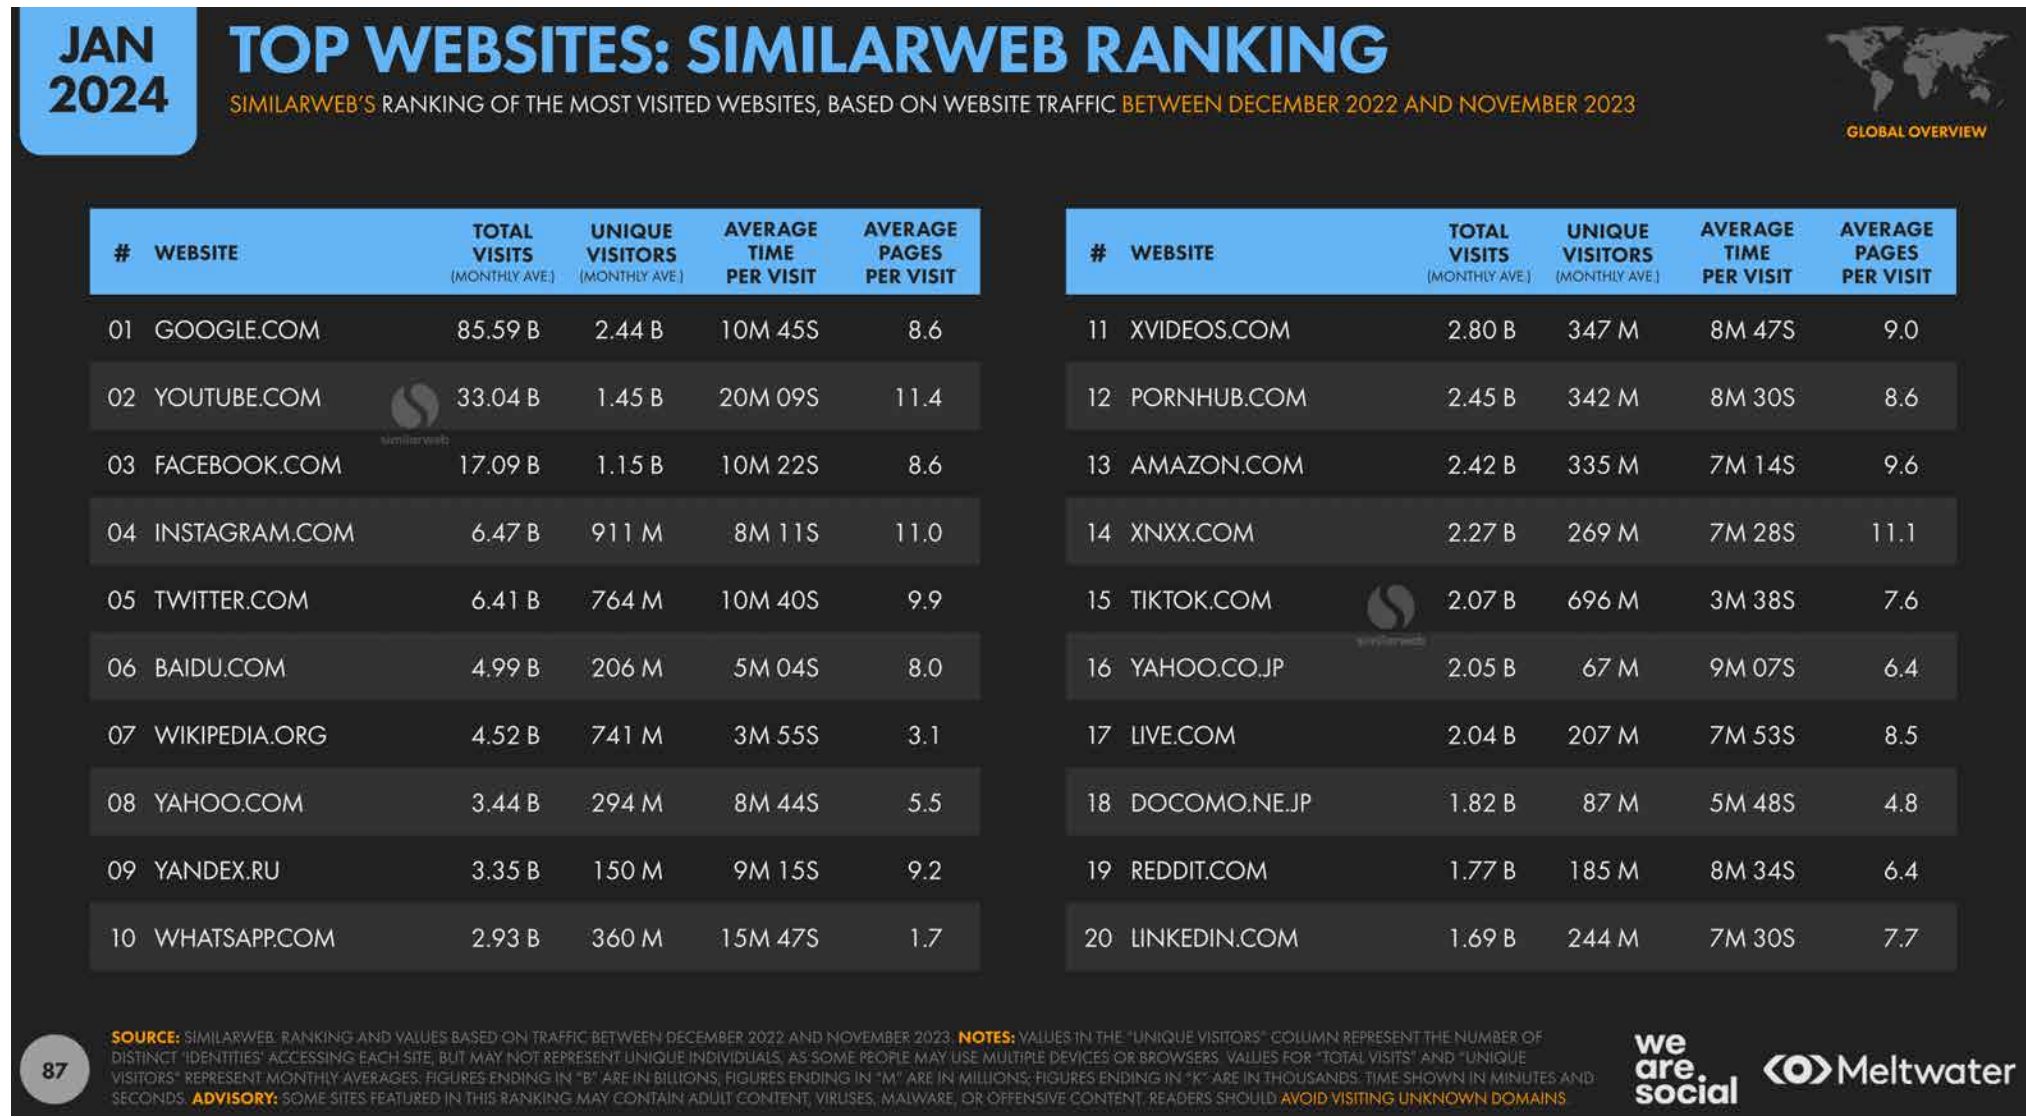 JAN
2024
TOP WEBSITES: SIMILARWEB RANKING
SIMILARWEB'S RANKING OF THE MOST VISITED WEBSITES, BASED ON WEBSITE TRAFFIC BETWEEN DECEMBER 2022 AND NOVEMBER 2023
GLOBAL OVERVIEW
# WEBSITE TOTAL VISITS (MONTHLY AVE.) UNIQUE VISITORS (MONTHLY AVE.) AVERAGE TIME PER VISIT AVERAGE PAGES PER VISIT
01 GOOGLE.COM 85.59 B 2.44 B 10M 45S 8.6
02 YOUTUBE.COM 33.04 B 1.45 B 20M 09S 11.4
similarweb
03 FACEBOOK.COM 17.09 B 1.15 B 10M 22S 8.6
04 INSTAGRAM.COM 6.47 B 911 M 8M 11S 11.0
05 TWITTER.COM 6.41 B 764 M 10M 40S 9.9
06 BAIDU.COM 4.99 B 206 M 5M 04S 8.0
07 WIKIPEDIA.ORG 4.52 B 741 M 3M 55S 3.1
08 YAHOO.COM 3.44 B 294 M 8M 44S 5.5
09 YANDEX.RU 3.35 B 150 M 9M 15S 9.2
10 WHATSAPP.COM 2.93 B 360 M 15M 47S 1.7
# WEBSITE TOTAL VISITS (MONTHLY AVE.) UNIQUE VISITORS (MONTHLY AVE.) AVERAGE TIME PER VISIT AVERAGE PAGES PER VISIT
11 XVIDEOS.COM 2.80 B 347 M 8M 47S 9.0
12 PORNHUB.COM 2.45 B 342 M 8M 30S 8.6
13 AMAZON.COM 2.42 B 335 M 7M 14S 9.6
14 XNXX.COM 2.27 B 269 M 7M 28S 11.1
15 TIKTOK.COM 2.07 B 696 M 3M 38S 7.6
similarweb
16 YAHOO.CO.JP 2.05 B 67 M 9M 07S 6.4
17 LIVE.COM 2.04 B 207 M 7M 53S 8.5
18 DOCOMO.NE.JP 1.82 B 87 M 5M 48S 4.8
19 REDDIT.COM 1.77 B 185 M 8M 34S 6.4
20 LINKEDIN.COM 1.69 B 244 M 7M 30S 7.7
87
SOURCE: SIMILARWEB. RANKING AND VALUES BASED ON TRAFFIC BETWEEN DECEMBER 2022 AND NOVEMBER 2023. NOTES: VALUES IN THE "UNIQUE VISITORS" COLUMN REPRESENT THE NUMBER OF
DISTINCT 'IDENTITIES' ACCESSING EACH SITE, BUT MAY NOT REPRESENT UNIQUE INDIVIDUALS, AS SOME PEOPLE MAY USE MULTIPLE DEVICES OR BROWSERS. VALUES FOR "TOTAL VISITS" AND "UNIQUE
VISITORS" REPRESENT MONTHLY AVERAGES. FIGURES ENDING IN "B" ARE IN BILLIONS; FIGURES ENDING IN "M" ARE IN MILLIONS; FIGURES ENDING IN "K" ARE IN THOUSANDS. TIME SHOWN IN MINUTES AND
SECONDS. ADVISORY: SOME SITES FEATURED IN THIS RANKING MAY CONTAIN ADULT CONTENT, VIRUSES, MALWARE, OR OFFENSIVE CONTENT. READERS SHOULD AVOID VISITING UNKNOWN DOMAINS.
we
are.
social
Meltwater